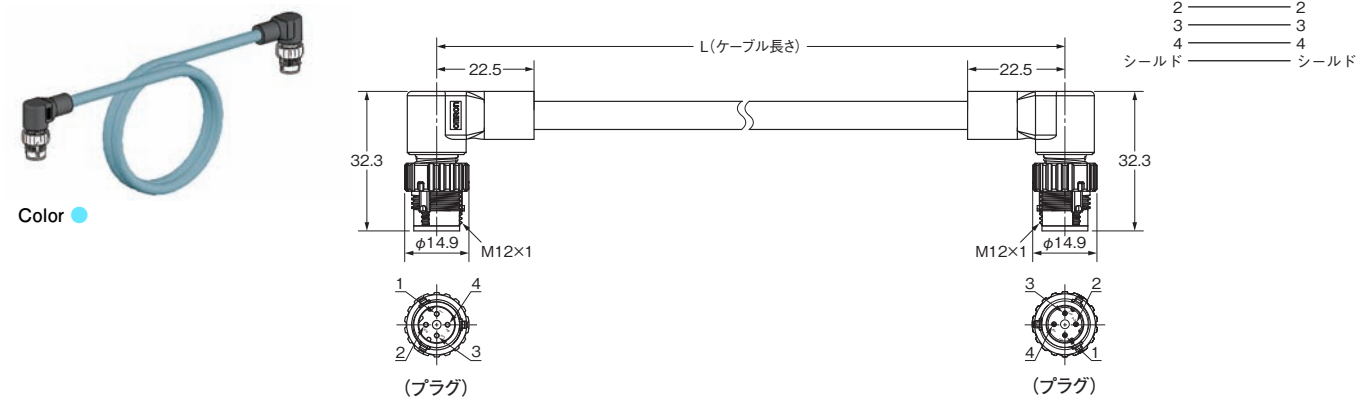 2 2
3 3
4 4
シールド シールド
L(ケーブル長さ)
22.5 22.5
32.3 32.3
OMRON
Color
φ14.9 M12×1 M12×1 φ14.9
1 4 3 2
2 3 4 1
(プラグ) (プラグ)